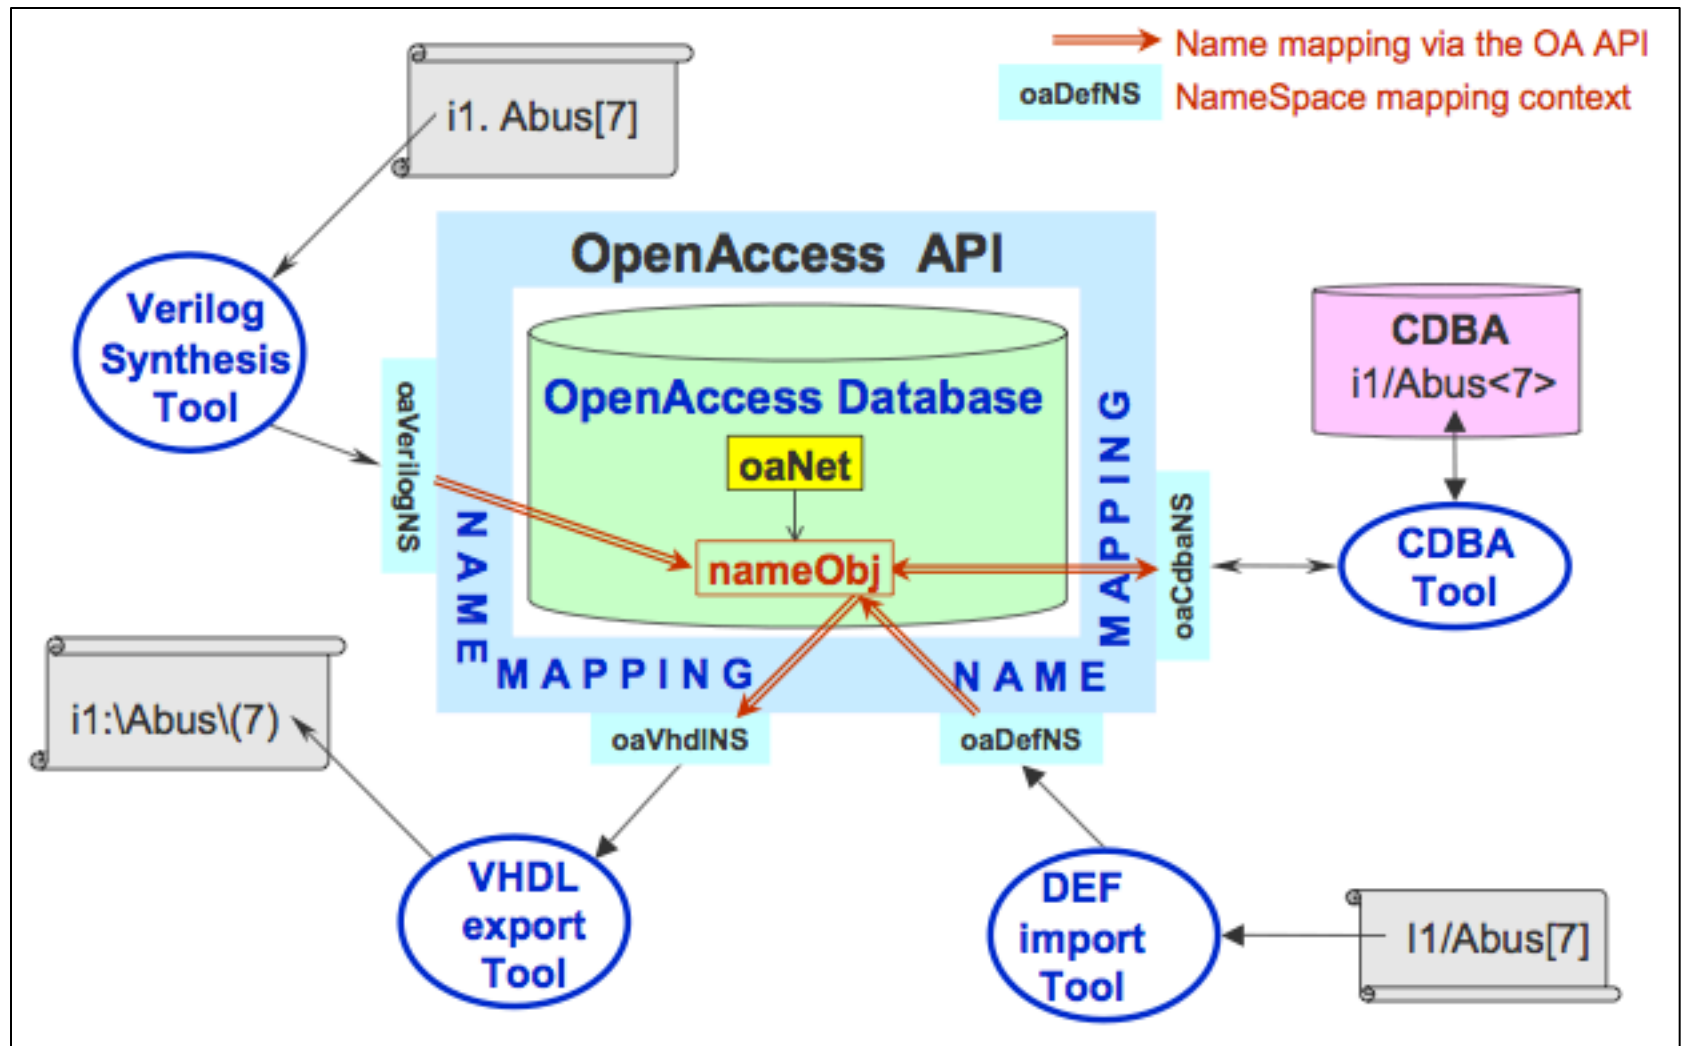 Name mapping via the OA API
oaDefNS
NameSpace mapping context
i1. Abus[7]
OpenAccess API
Verilog
Synthesis
Tool
oaVerilogNS
OpenAccess Database
oaNet
nameObj
NAME
MAPPING
NAME
MAPPING
oaCdbaNS
CDBA
i1/Abus<7>
CDBA
Tool
i1:\Abus\(7)
oaVhdlNS
oaDefNS
VHDL
export
Tool
DEF
import
Tool
I1/Abus[7]